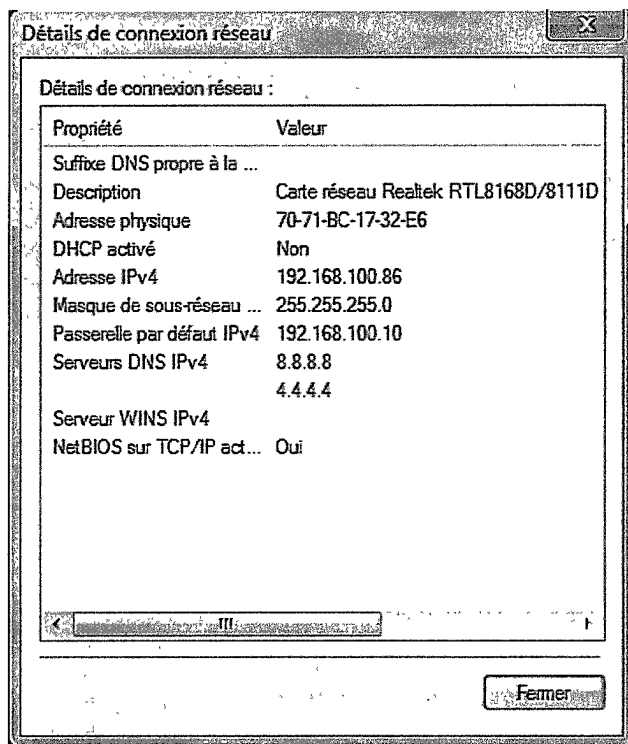 Détails de connexion réseau
Détails de connexion réseau :
Propriété Valeur
Suffixe DNS propre à la ...
Description Carte réseau Realtek RTL8168D/8111D
Adresse physique 70-71-BC-17-32-E6
DHCP activé Non
Adresse IPv4 192.168.100.86
Masque de sous-réseau ... 255.255.255.0
Passerelle par défaut IPv4 192.168.100.10
Serveurs DNS IPv4 8.8.8.8
4.4.4.4
Serveur WINS IPv4
NetBIOS sur TCP/IP act... Oui
Fermer